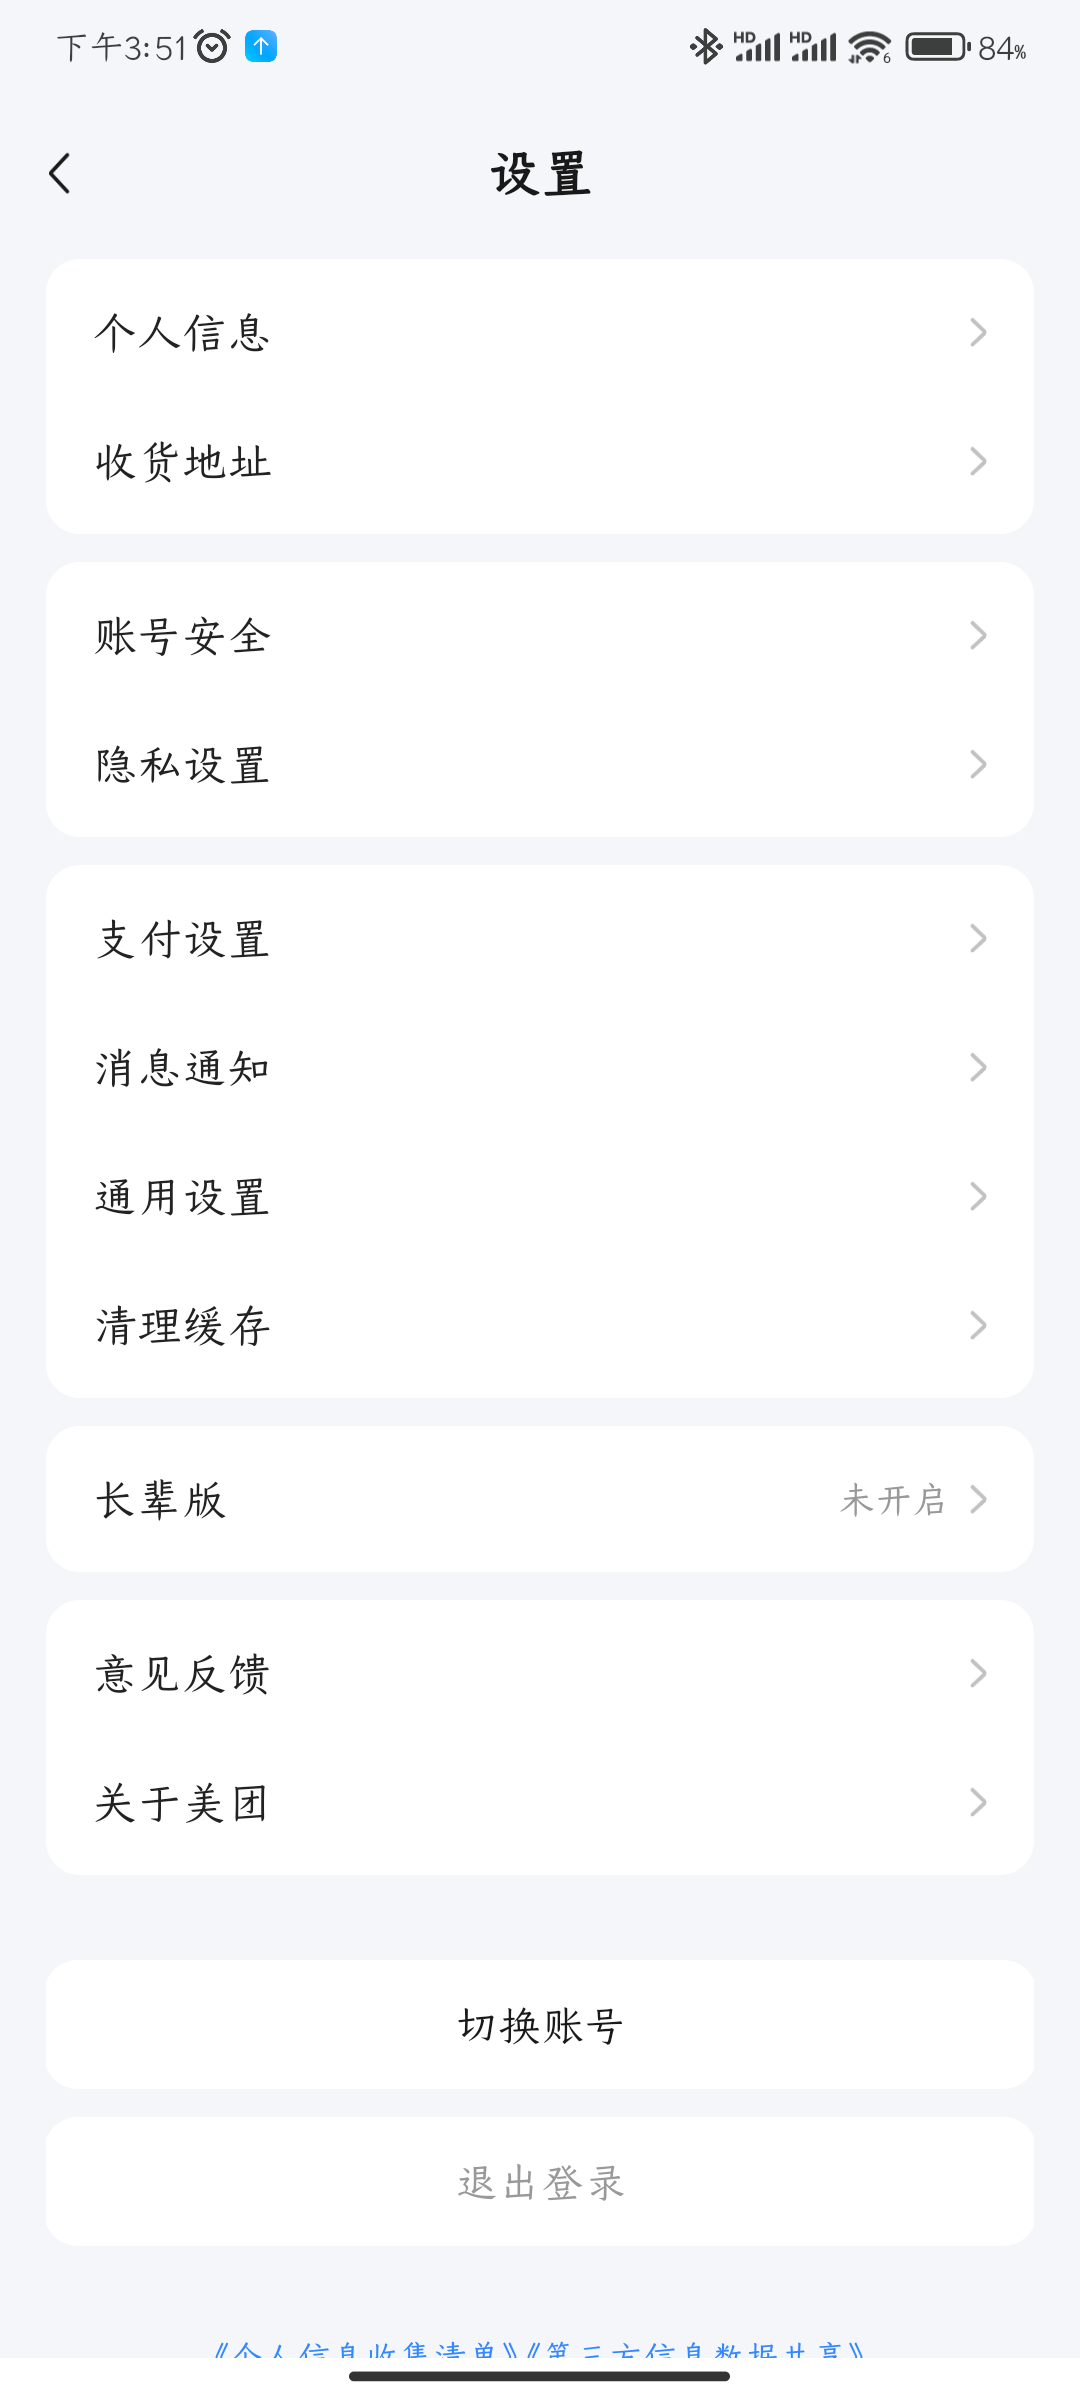 下午3:51 HD HD 6 84%
设置
个人信息
收货地址
账号安全
隐私设置
支付设置
消息通知
通用设置
清理缓存
长辈版 未开启
意见反馈
关于美团
切换账号
退出登录
《个人信息收集清单》《第三方信息数据共享》